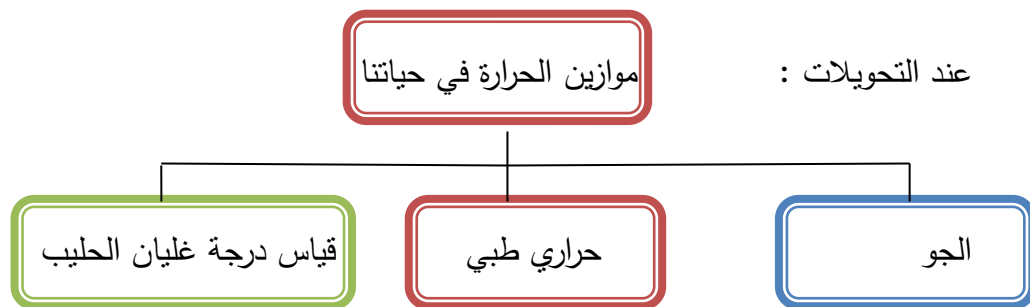 عند التحويلات :
موازين الحرارة في حياتنا
الجو
حراري طبي
قياس درجة غليان الحليب